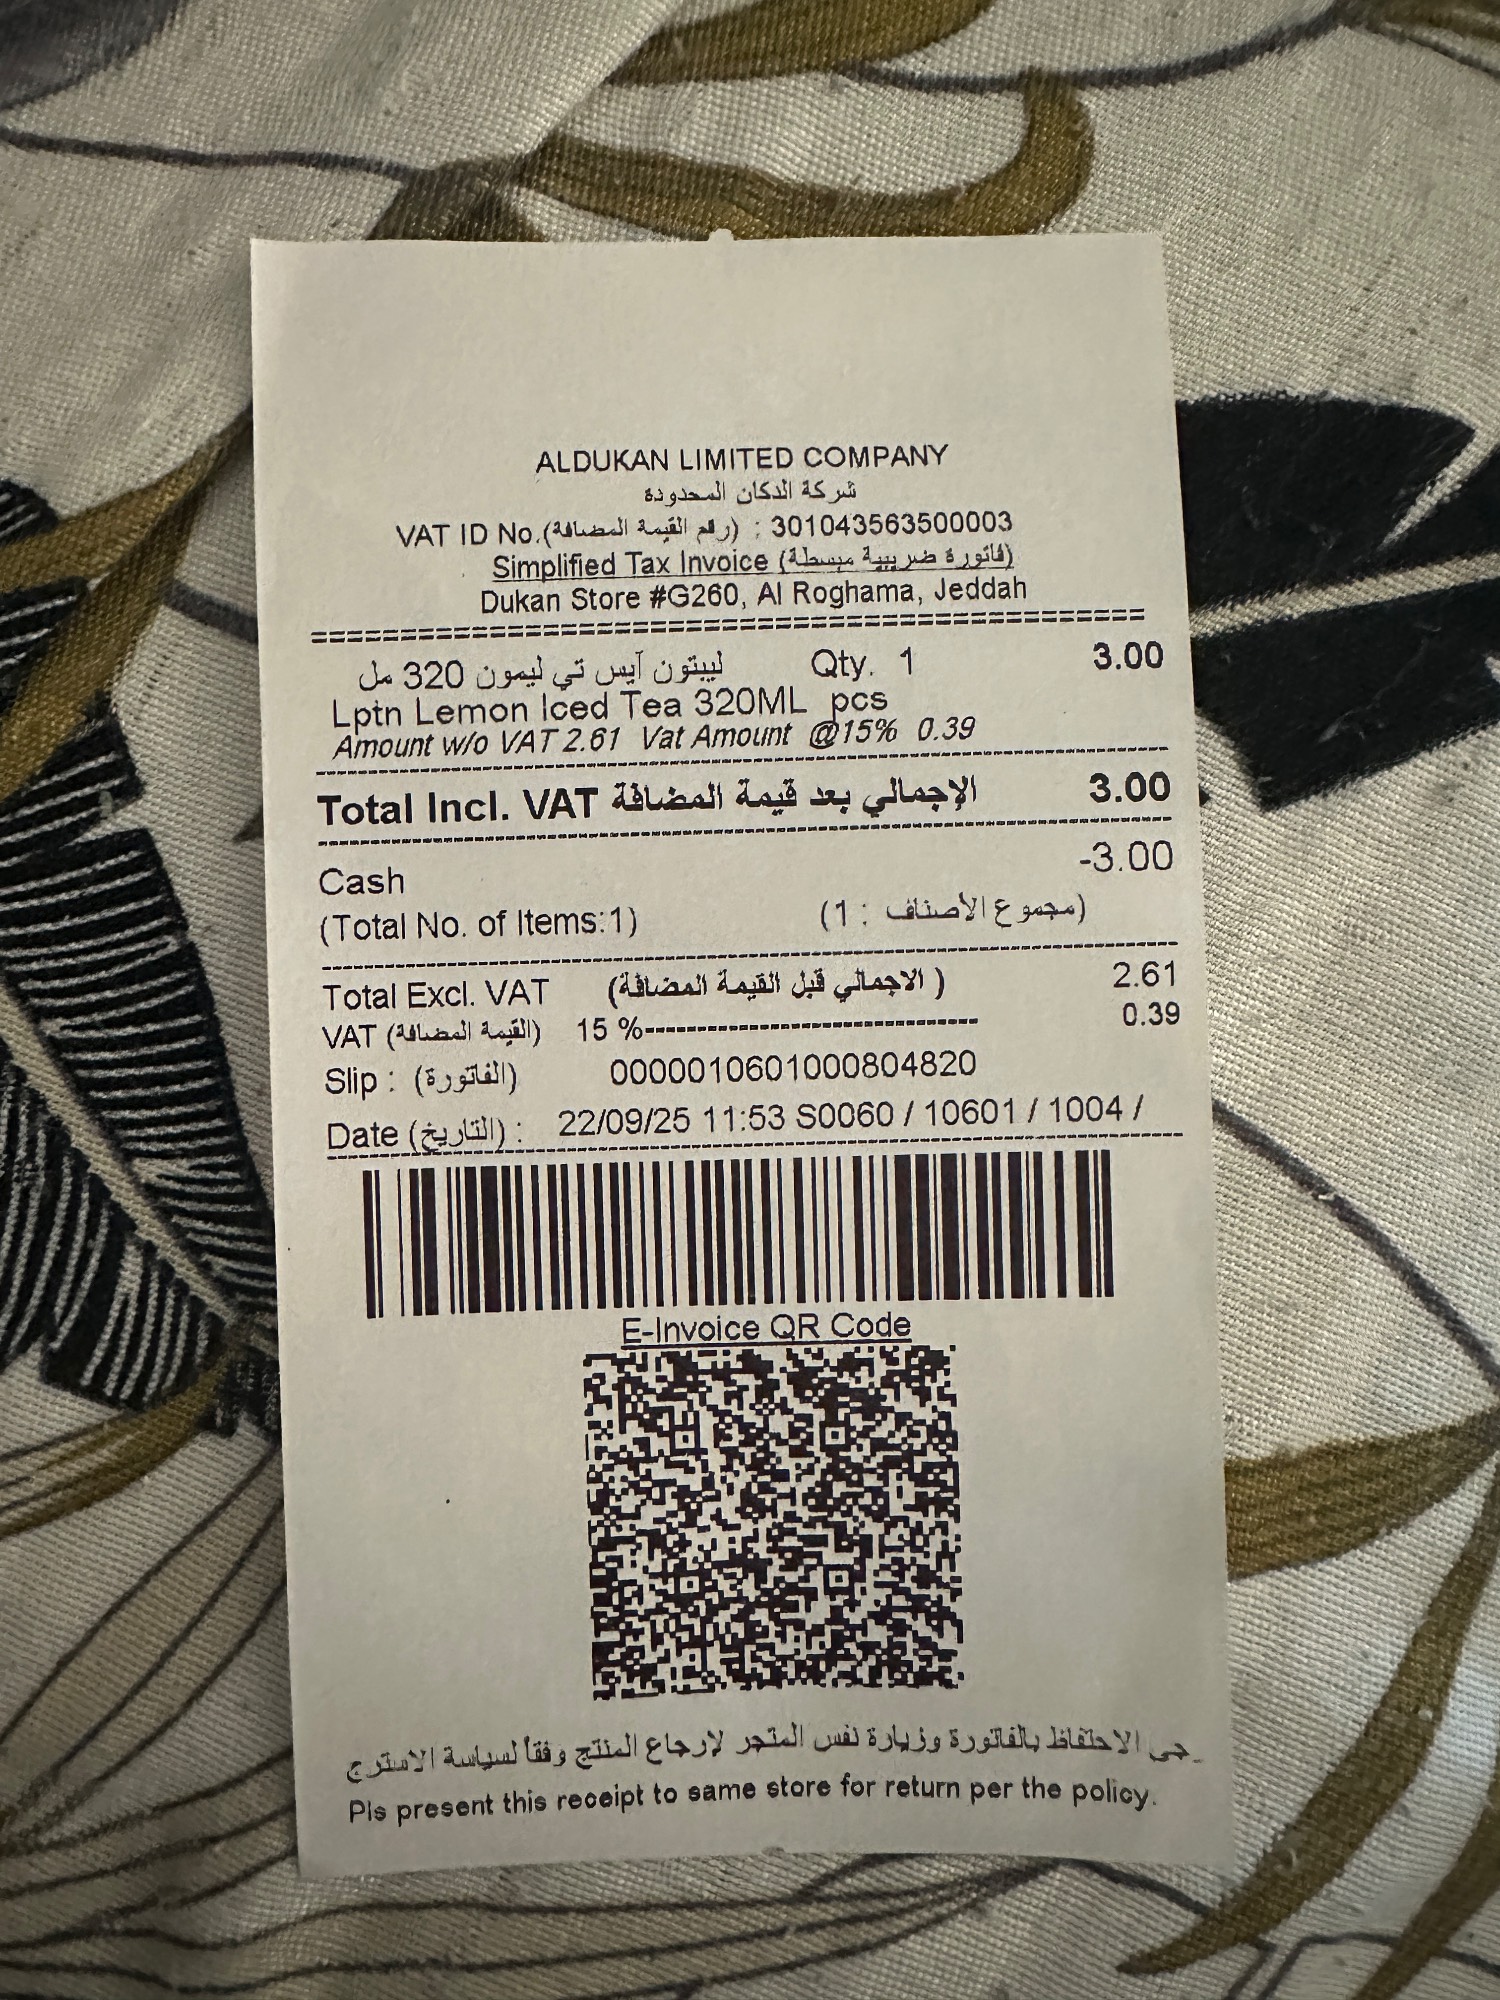 ALDUKAN LIMITED COMPANY
شركة الدكان المحدودة
VAT ID No.(رقم القيمة المضافة) : 301043563500003
Simplified Tax Invoice (فاتورة ضريبية مبسطة)
Dukan Store #G260, Al Roghama, Jeddah
===============================================
ليبتون آيس تي ليمون 320 مل Qty. 1 3.00
Lptn Lemon Iced Tea 320ML pcs
Amount w/o VAT 2.61 Vat Amount @15% 0.39
Total Incl. VAT الإجمالي بعد قيمة المضافة 3.00
Cash -3.00
(Total No. of Items:1) (مجموع الأصناف : 1)
Total Excl. VAT (الاجمالي قبل القيمة المضافة ) 2.61
VAT (القيمة المضافة) 15 %------------------------------ 0.39
Slip : (الفاتورة) 0000010601000804820
Date (التاريخ) : 22/09/25 11:53 S0060 / 10601 / 1004 /
E-Invoice QR Code
الاحتفاظ بالفاتورة وزيارة نفس المتجر لإرجاع المنتج وفقاً لسياسة الاسترج
Pls present this receipt to same store for return per the policy.